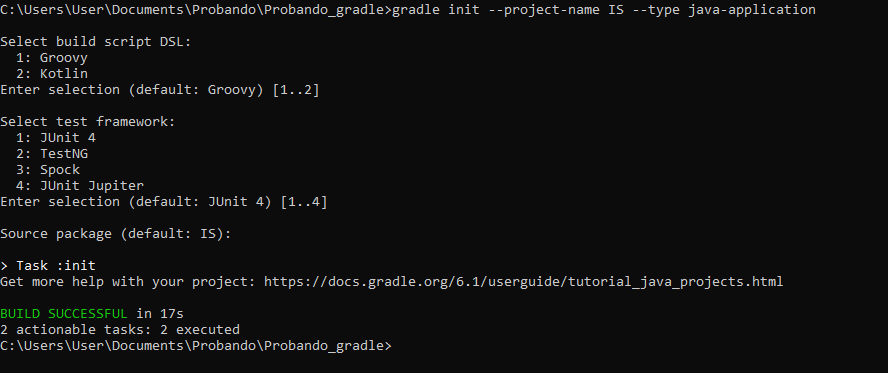 C:\Users\User\Documents\Probando\Probando_gradle>gradle init --project-name IS --type java-application
Select build script DSL:
1: Groovy
2: Kotlin
Enter selection (default: Groovy) [1..2]
Select test framework:
1: JUnit 4
2: TestNG
3: Spock
4: JUnit Jupiter
Enter selection (default: JUnit 4) [1..4]
Source package (default: IS):
> Task :init
Get more help with your project: https://docs.gradle.org/6.1/userguide/tutorial_java_projects.html
BUILD SUCCESSFUL in 17s
2 actionable tasks: 2 executed
C:\Users\User\Documents\Probando\Probando_gradle>